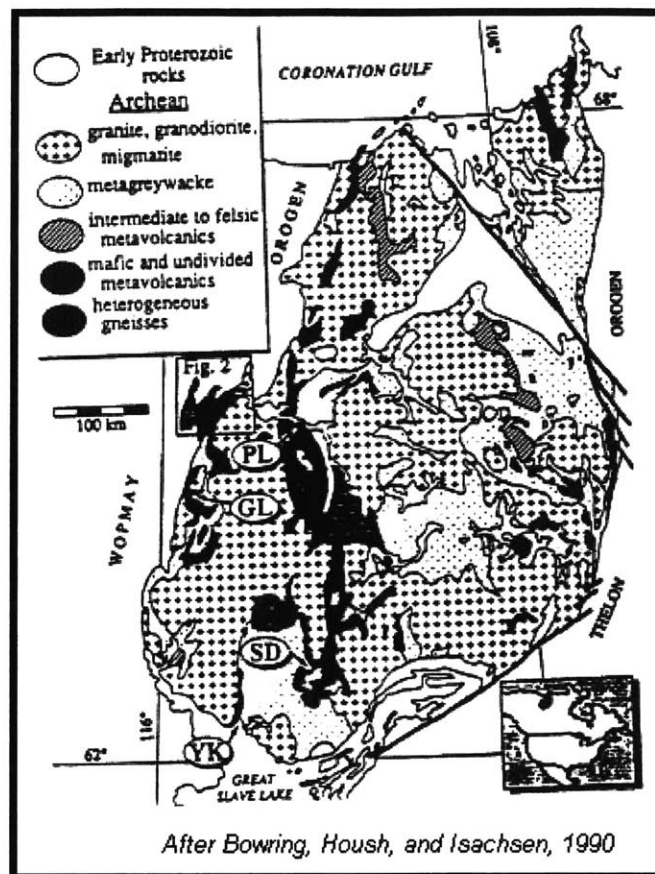 Early Proterozoic
rocks
Archean
granite, granodiorite,
migmatite
metagreywacke
intermediate to felsic
metavolcanics
mafic and undivided
metavolcanics
heterogeneous
gneisses
CORONATION GULF
108°
68°
OROGEN
OROGEN
Fig. 2
100 km
PL
GL
WOPMAY
THELON
SD
116°
YK
62°
GREAT
SLAVE LAKE
After Bowring, Housh, and Isachsen, 1990